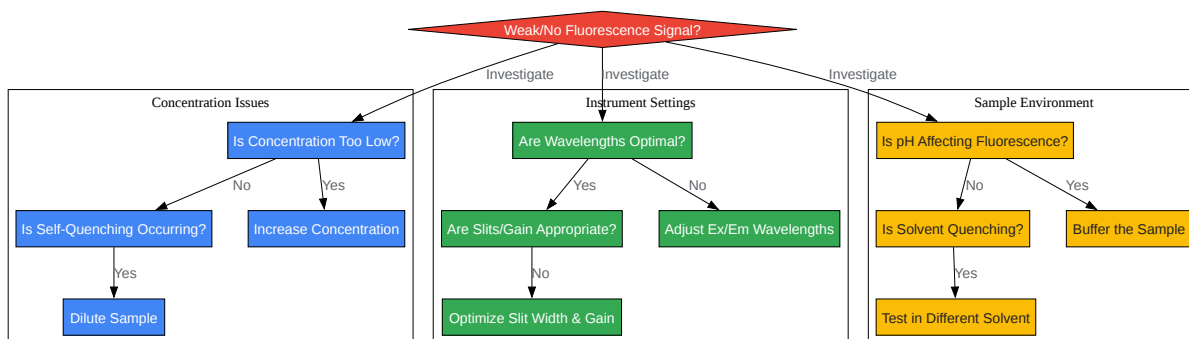 Weak/No Fluorescence Signal?
Investigate
Investigate
Investigate
Concentration Issues
Instrument Settings
Sample Environment
Is Concentration Too Low?
Are Wavelengths Optimal?
Is pH Affecting Fluorescence?
No
Yes
Yes
No
No
Yes
Is Self-Quenching Occurring?
Increase Concentration
Are Slits/Gain Appropriate?
Adjust Ex/Em Wavelengths
Is Solvent Quenching?
Buffer the Sample
Yes
No
Yes
Dilute Sample
Optimize Slit Width & Gain
Test in Different Solvent